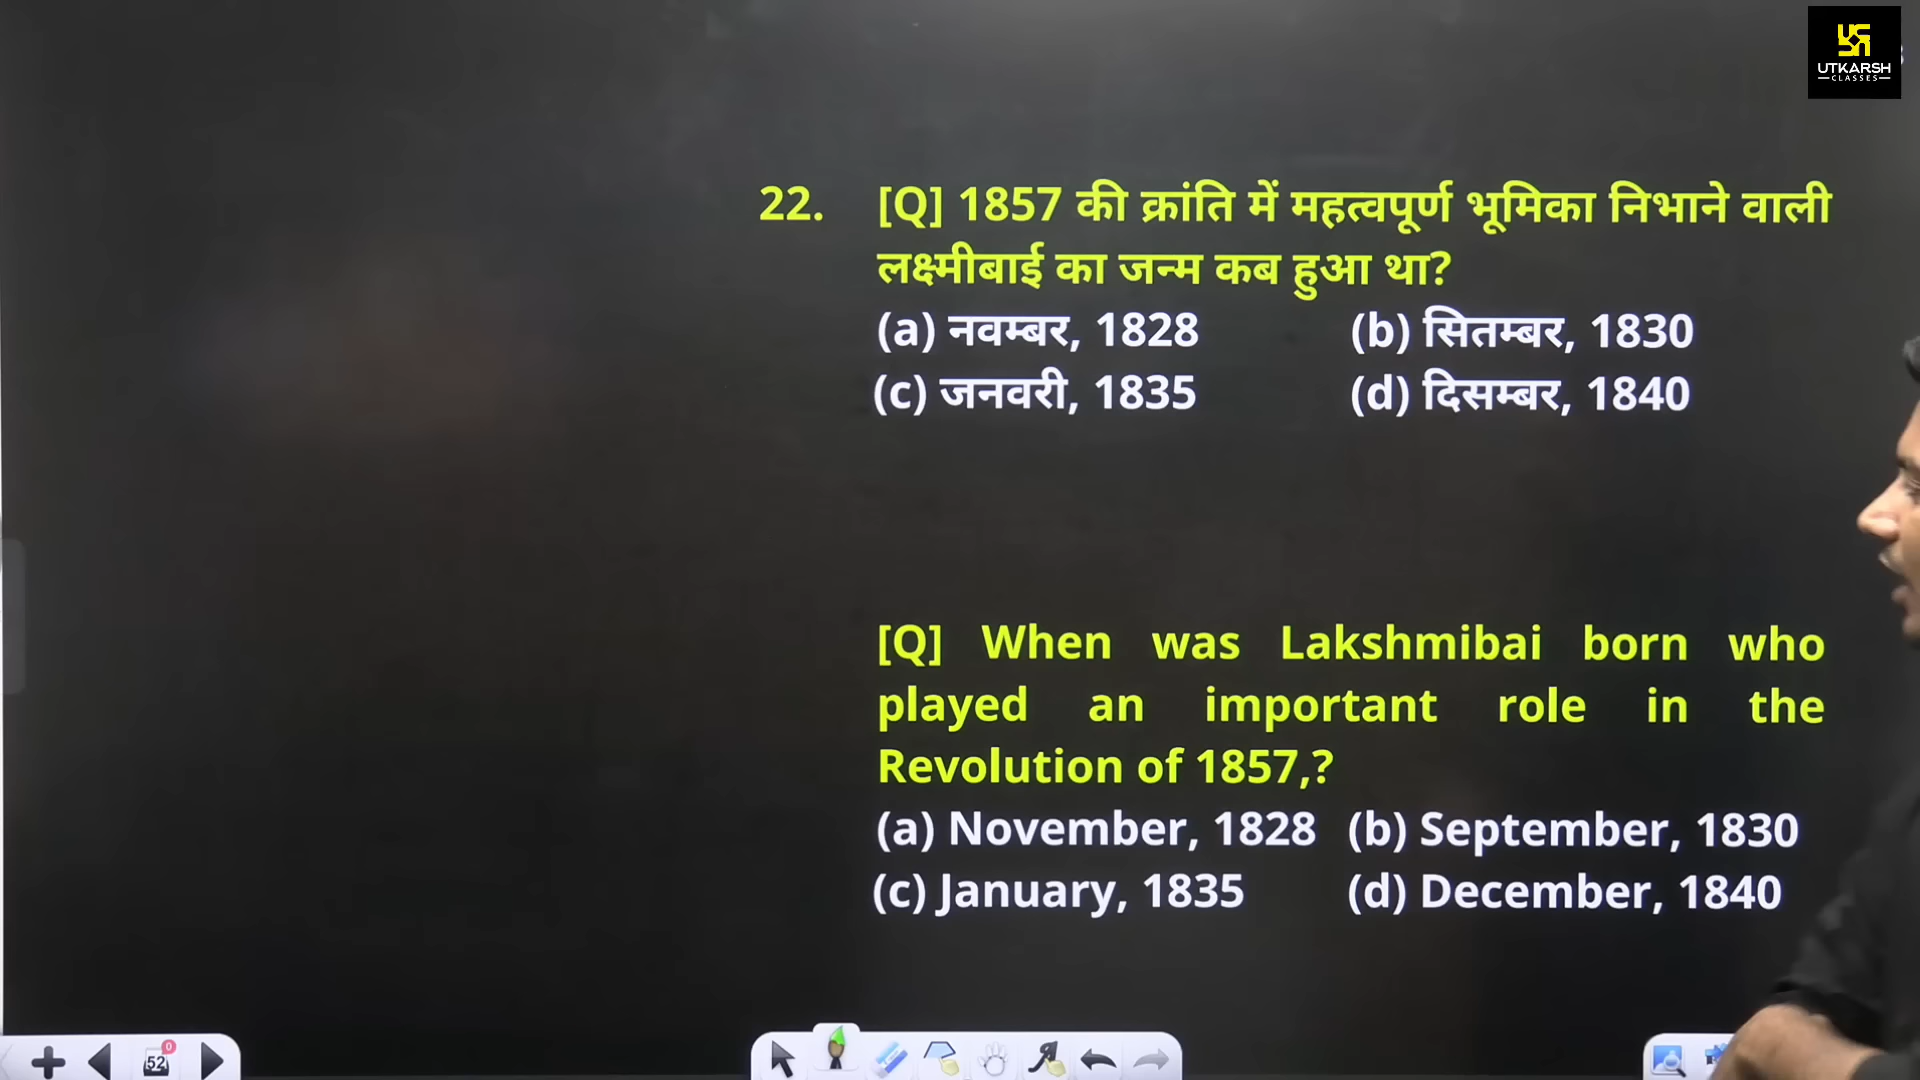 UTKARSH
CLASSES
22. [Q] 1857 की क्रांति में महत्वपूर्ण भूमिका निभाने वाली
लक्ष्मीबाई का जन्म कब हुआ था?
(a) नवम्बर, 1828 (b) सितम्बर, 1830
(c) जनवरी, 1835 (d) दिसम्बर, 1840
[Q] When was Lakshmibai born who
played an important role in the
Revolution of 1857,?
(a) November, 1828 (b) September, 1830
(c) January, 1835 (d) December, 1840
52
0